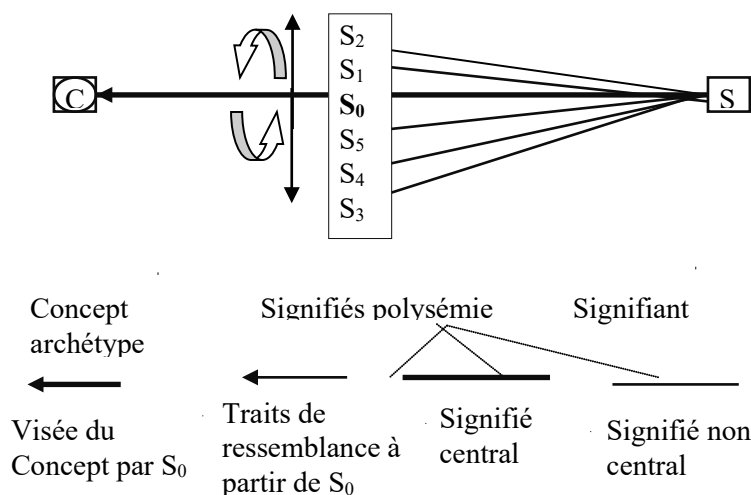 S₂
S₁
C
S₀
S
S₅
S₄
S₃
Concept
archétype
Signifiés polysémie
Signifiant
Visée du
Concept par S₀
Traits de
ressemblance à
partir de S₀
Signifié
central
Signifié non
central